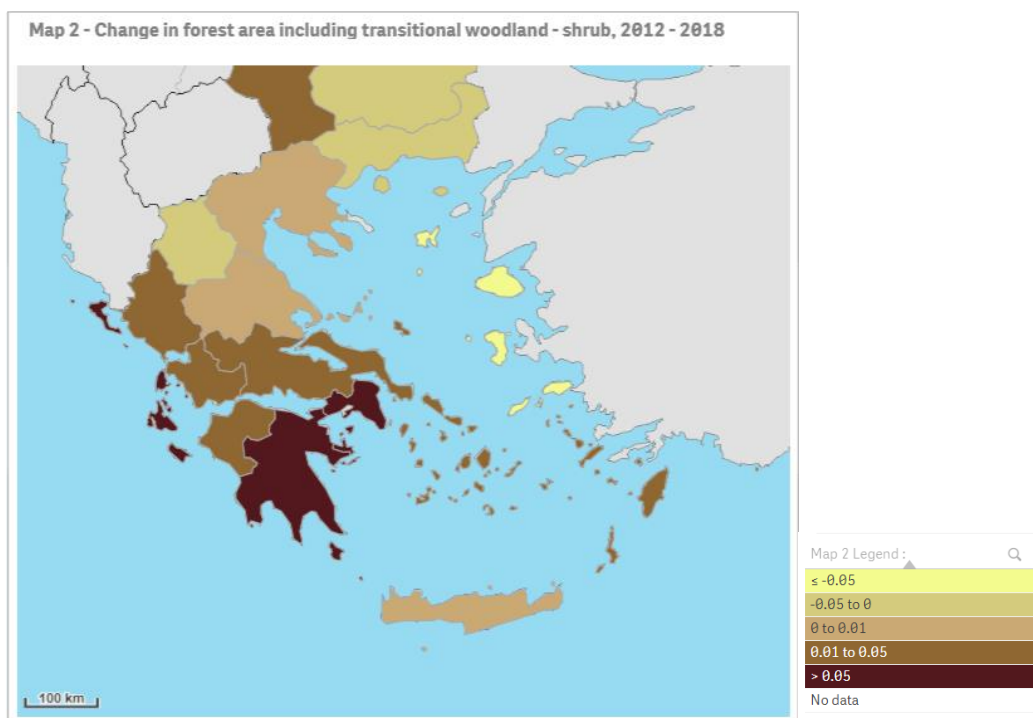 Map 2 - Change in forest area including transitional woodland - shrub, 2012 - 2018
100 km
Map 2 Legend :
≤ -0.05
-0.05 to 0
0 to 0.01
0.01 to 0.05
> 0.05
No data